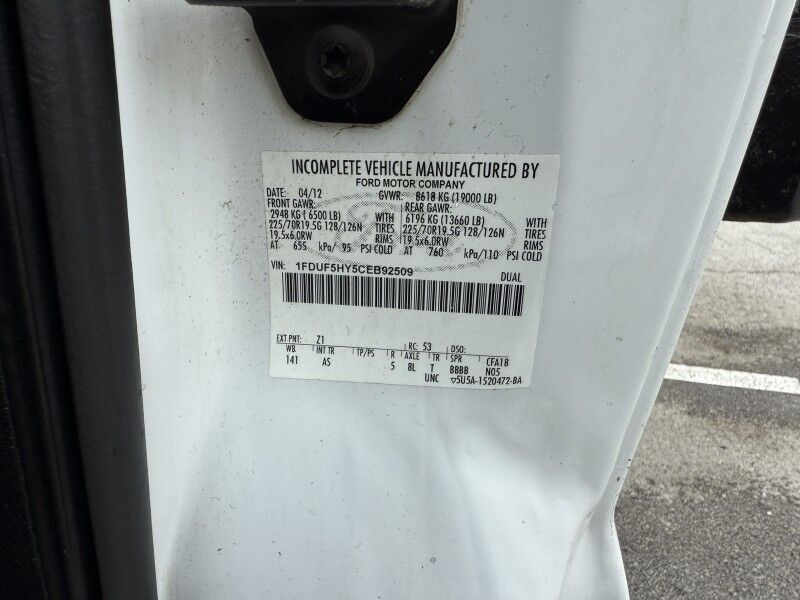 INCOMPLETE VEHICLE MANUFACTURED BY
FORD MOTOR COMPANY
DATE: 04/12 GVWR: 8618 KG (19000 LB)
FRONT GAWR: REAR GAWR:
2948 KG ( 6500 LB) WITH 6196 KG (13660 LB) WITH
225/70R19.5G 128/126N TIRES 225/70R19.5G 128/126N TIRES
19.5x6.0RW RIMS 19.5x6.0RW RIMS
AT 655 kPa/ 95 PSI COLD AT 760 kPa/110 PSI COLD
VIN: 1FDUF5HY5CEB92509 DUAL
EXT PNT: Z1 RC: 53 DSO:
WB INT TR TP/PS R AXLE TR SPR CFA18
141 AS 5 8L T BBBB N05
UNC ▽5U5A-1520472-BA